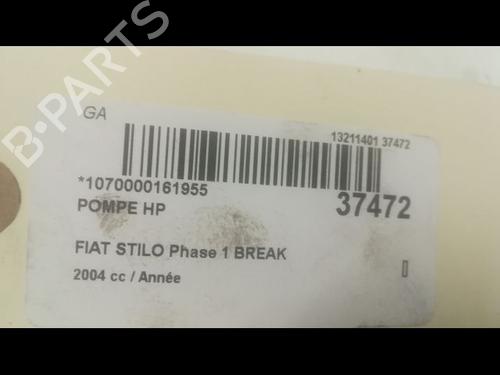 GA
13211401 37472
*1070000161955
37472
POMPE HP
FIAT STILO Phase 1 BREAK
2004 cc / Année
B-PARTS